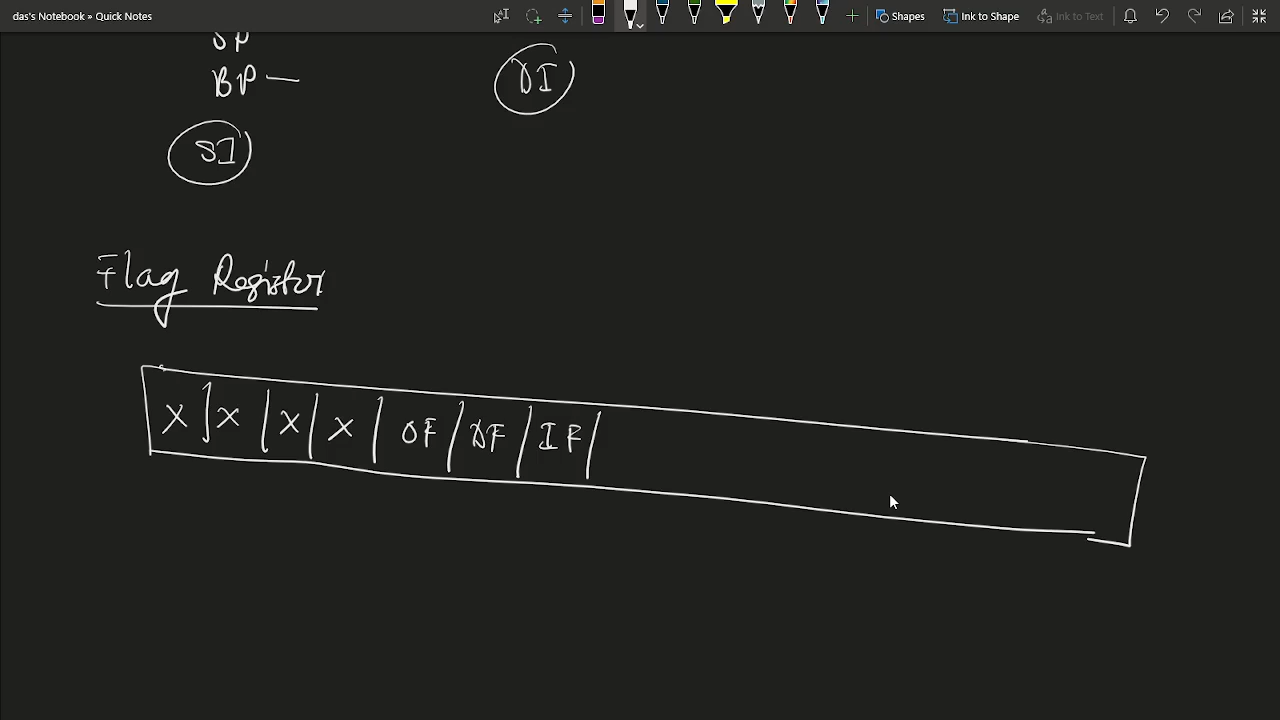 das's Notebook » Quick Notes
Shapes
Ink to Shape
Ink to Text
SP
BP —
DI
SI
Flag Register
X X X X OF DF IF